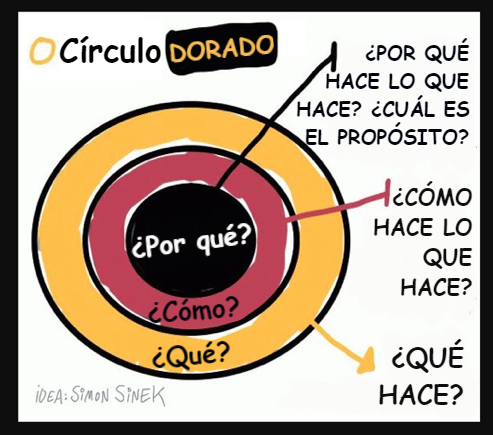 O Círculo DORADO
¿POR QUÉ
HACE LO QUE
HACE? ¿CUÁL ES
EL PROPÓSITO?
¿CÓMO
HACE LO
QUE
HACE?
¿Por qué?
¿Cómo?
¿Qué?
¿QUÉ
HACE?
iDEA: SiMON SiNEK